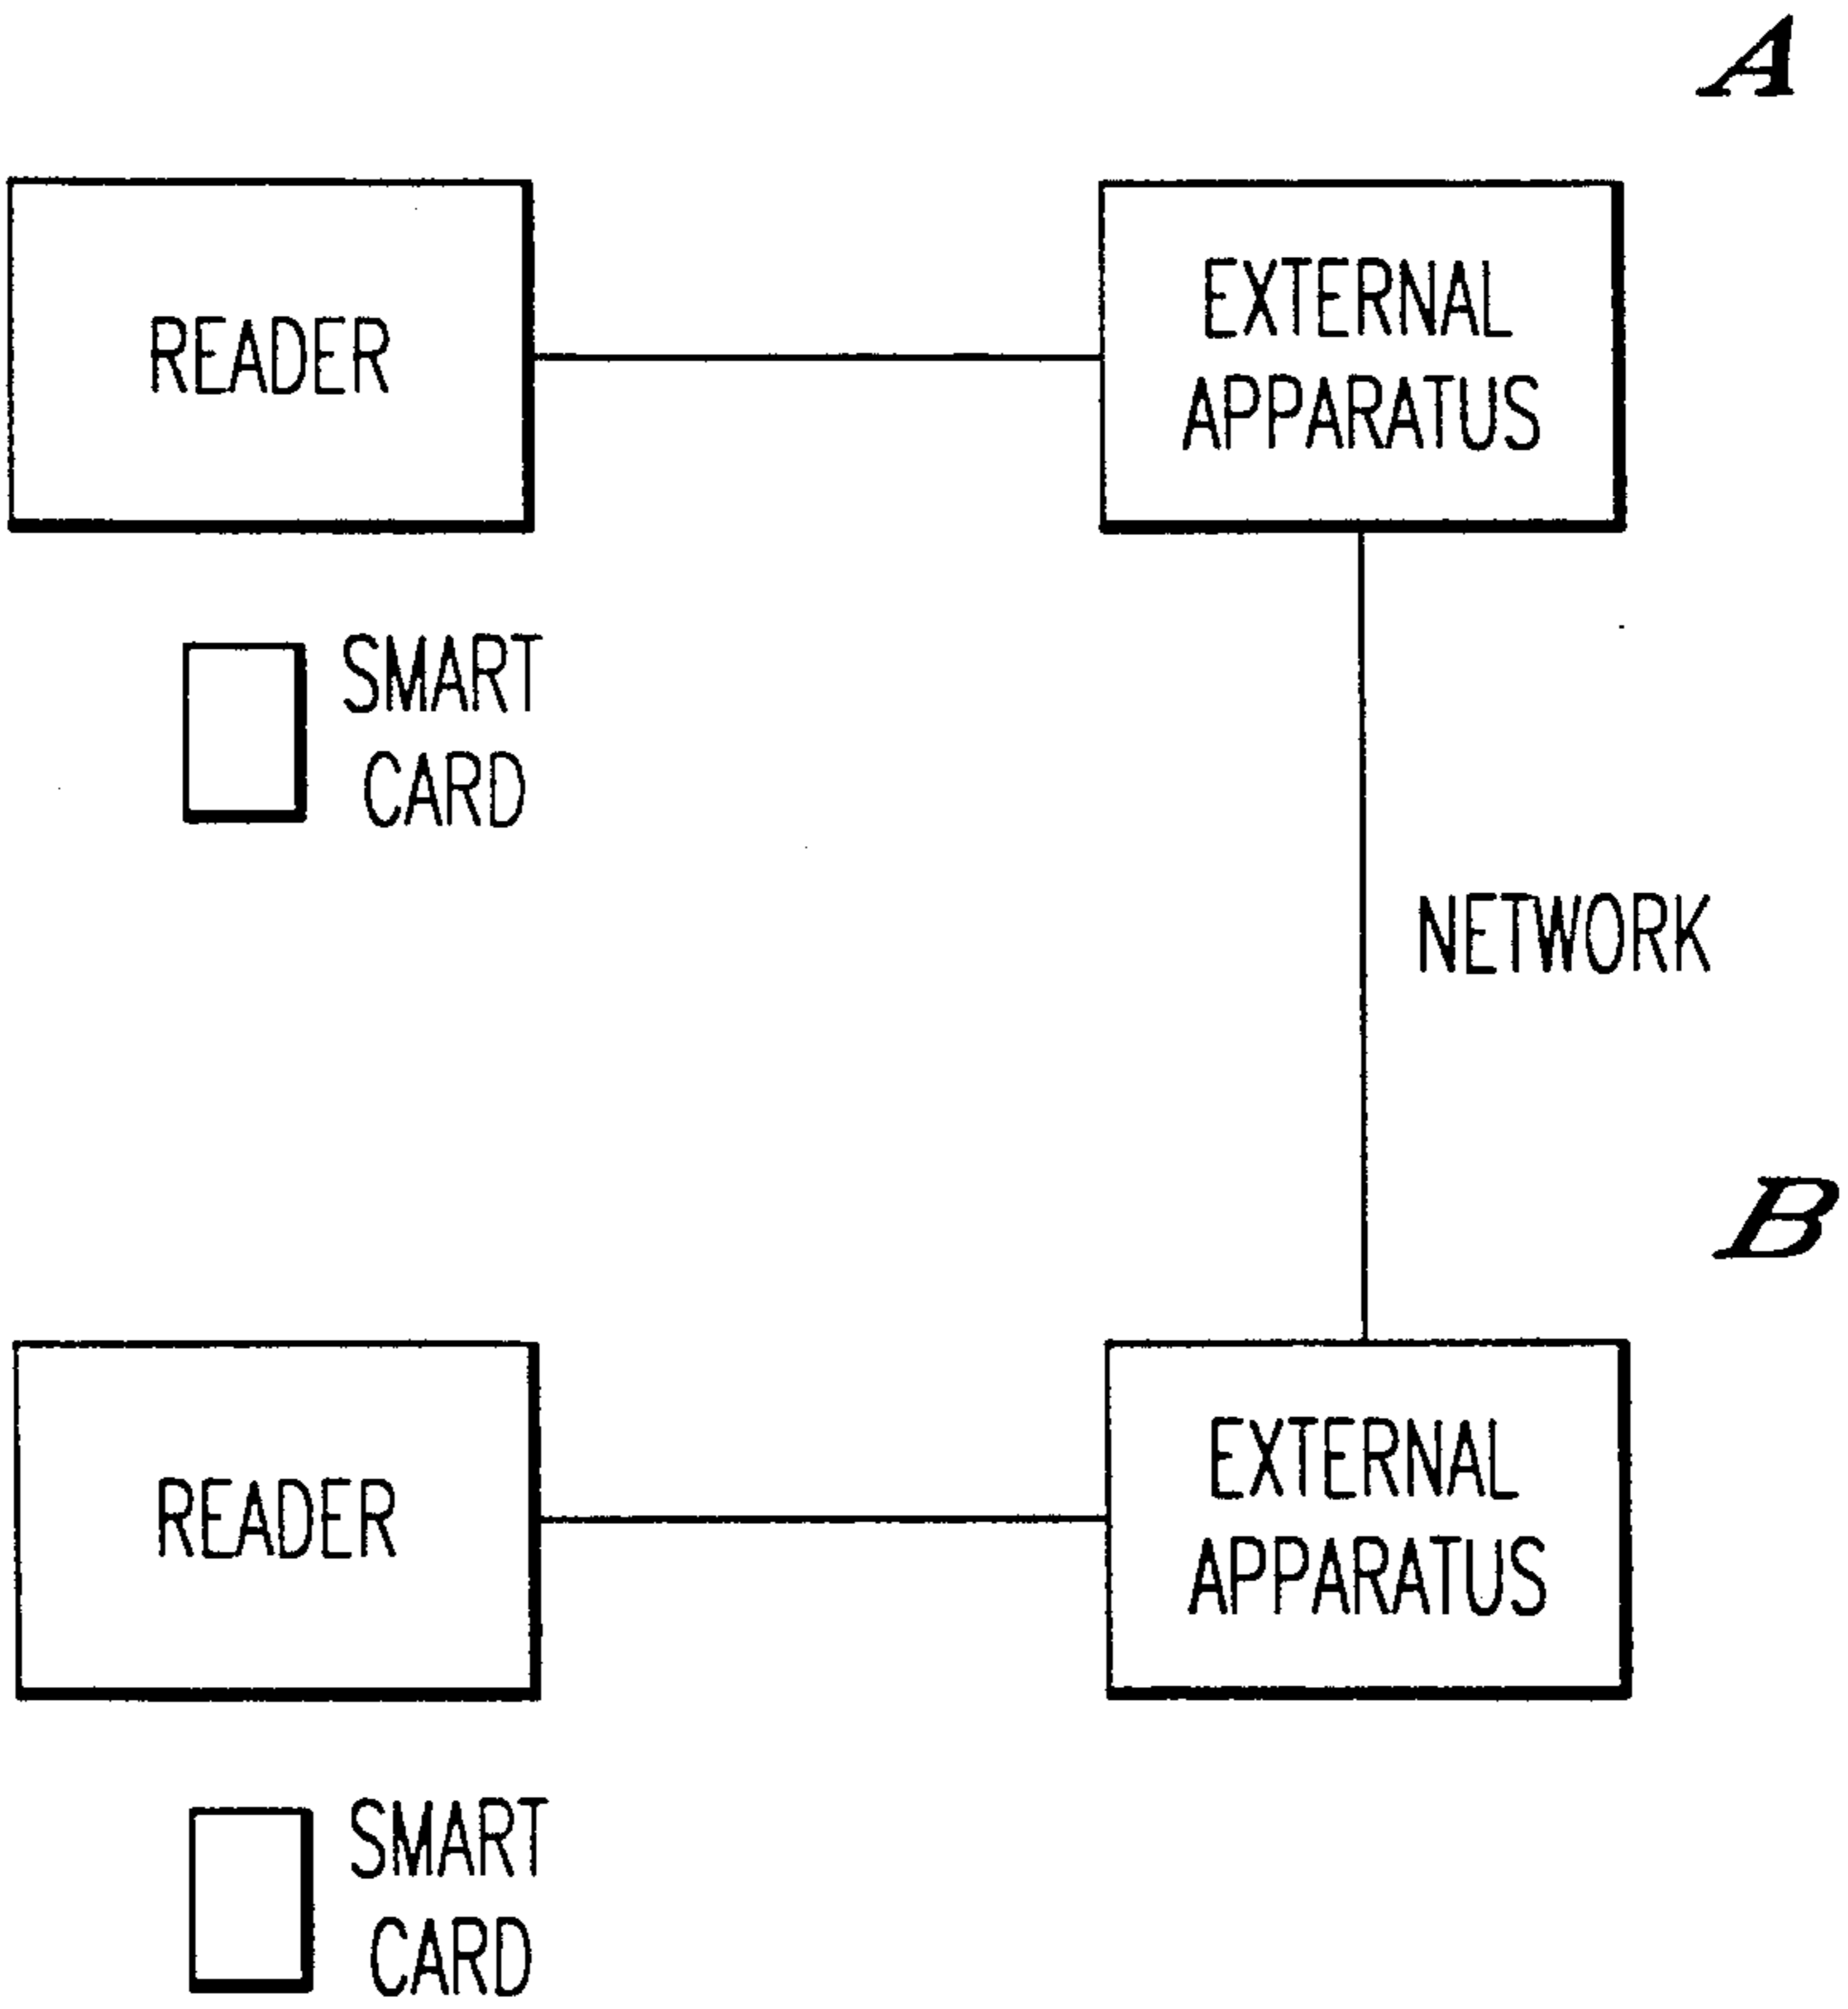 A
READER
EXTERNAL
APPARATUS
SMART
CARD
NETWORK
B
READER
EXTERNAL
APPARATUS
SMART
CARD